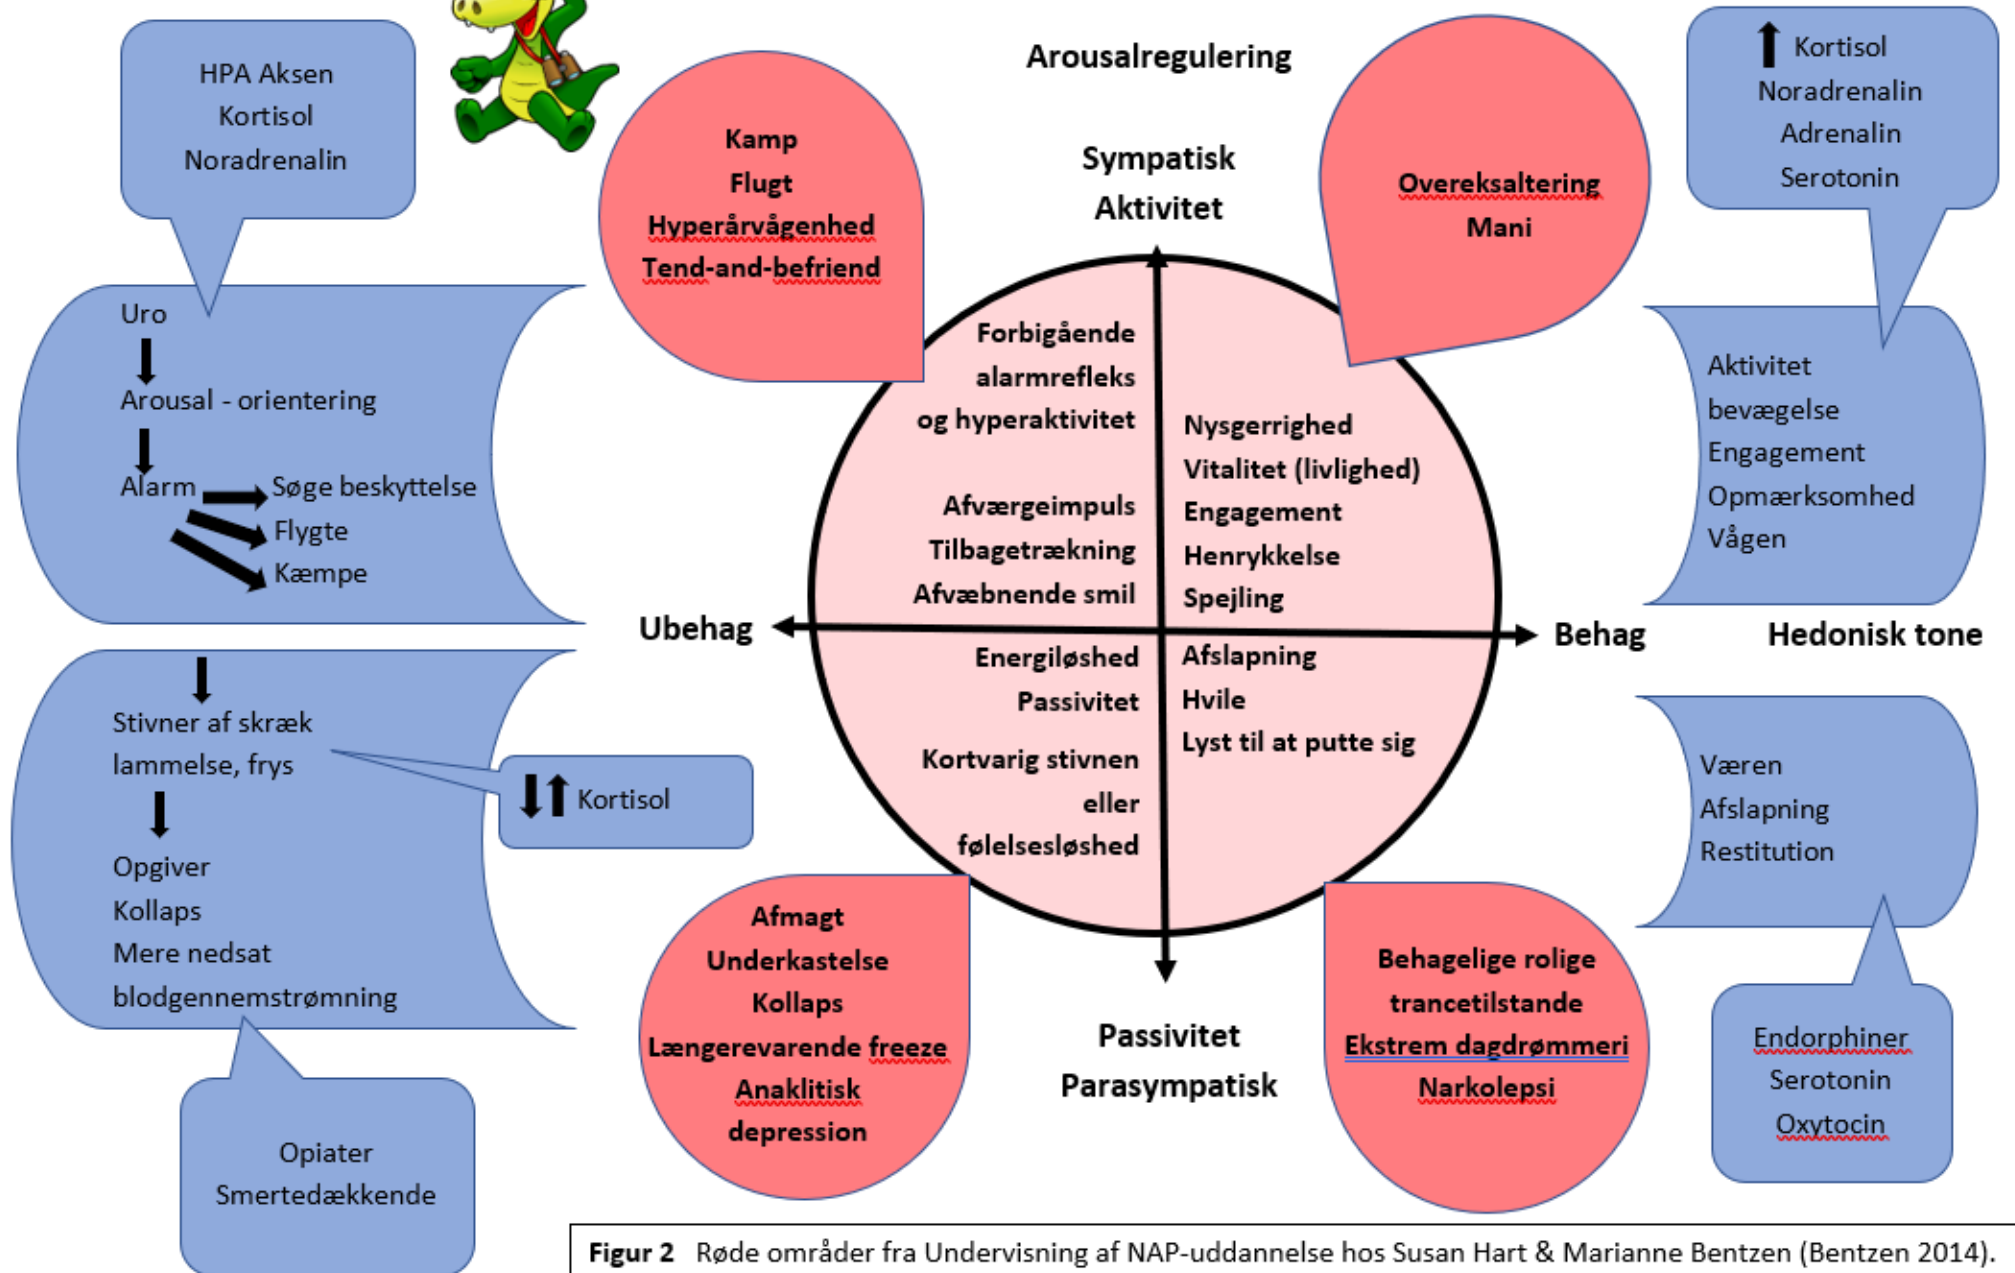 HPA Aksen
Kortisol
Noradrenalin
Uro
Arousal - orientering
Alarm
Søge beskyttelse
Flygte
Kæmpe
Stivner af skræk
lammelse, frys
Opgiver
Kollaps
Mere nedsat
blodgennemstrømning
Kortisol
Opiater
Smertedækkende
Kamp
Flugt
Hyperårvågenhed
Tend-and-befriend
Arousalregulering
Sympatisk
Aktivitet
Overeksaltering
Mani
Forbigående
alarmrefleks
og hyperaktivitet
Afværgeimpuls
Tilbagetrækning
Afvæbnende smil
Nysgerrighed
Vitalitet (livlighed)
Engagement
Henrykkelse
Spejling
Ubehag
Behag
Hedonisk tone
Energiløshed
Passivitet
Kortvarig stivnen
eller
følelsesløshed
Afslapning
Hvile
Lyst til at putte sig
Afmagt
Underkastelse
Kollaps
Længerevarende freeze
Anaklitisk
depression
Passivitet
Parasympatisk
Behagelige rolige
trancetilstande
Ekstrem dagdrømmeri
Narkolepsi
Kortisol
Noradrenalin
Adrenalin
Serotonin
Aktivitet
bevægelse
Engagement
Opmærksomhed
Vågen
Væren
Afslapning
Restitution
Endorphiner
Serotonin
Oxytocin
Figur 2 Røde områder fra Undervisning af NAP-uddannelse hos Susan Hart & Marianne Bentzen (Bentzen 2014).